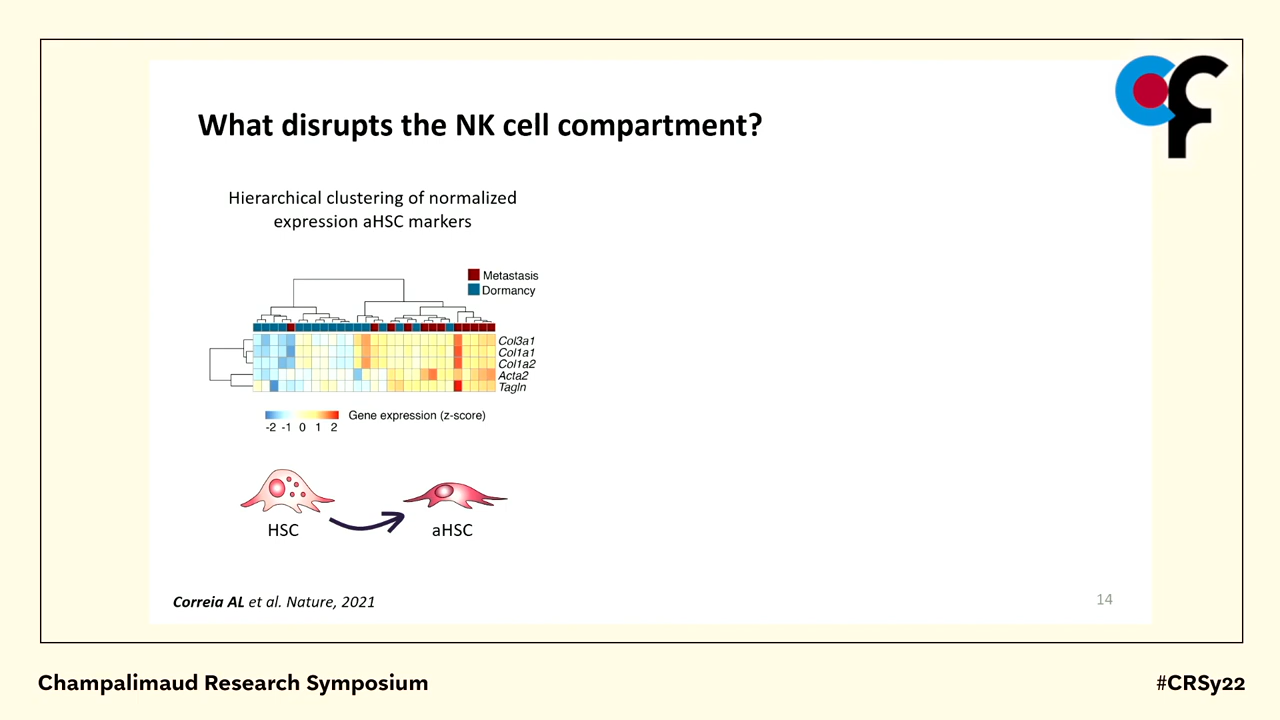 What disrupts the NK cell compartment?
Hierarchical clustering of normalized
expression aHSC markers
Metastasis
Dormancy
Col3a1
Col1a1
Col1a2
Acta2
Tagln
Gene expression (z-score)
-2 -1 0 1 2
HSC
aHSC
Correia AL et al. Nature, 2021
14
Champalimaud Research Symposium
#CRSy22